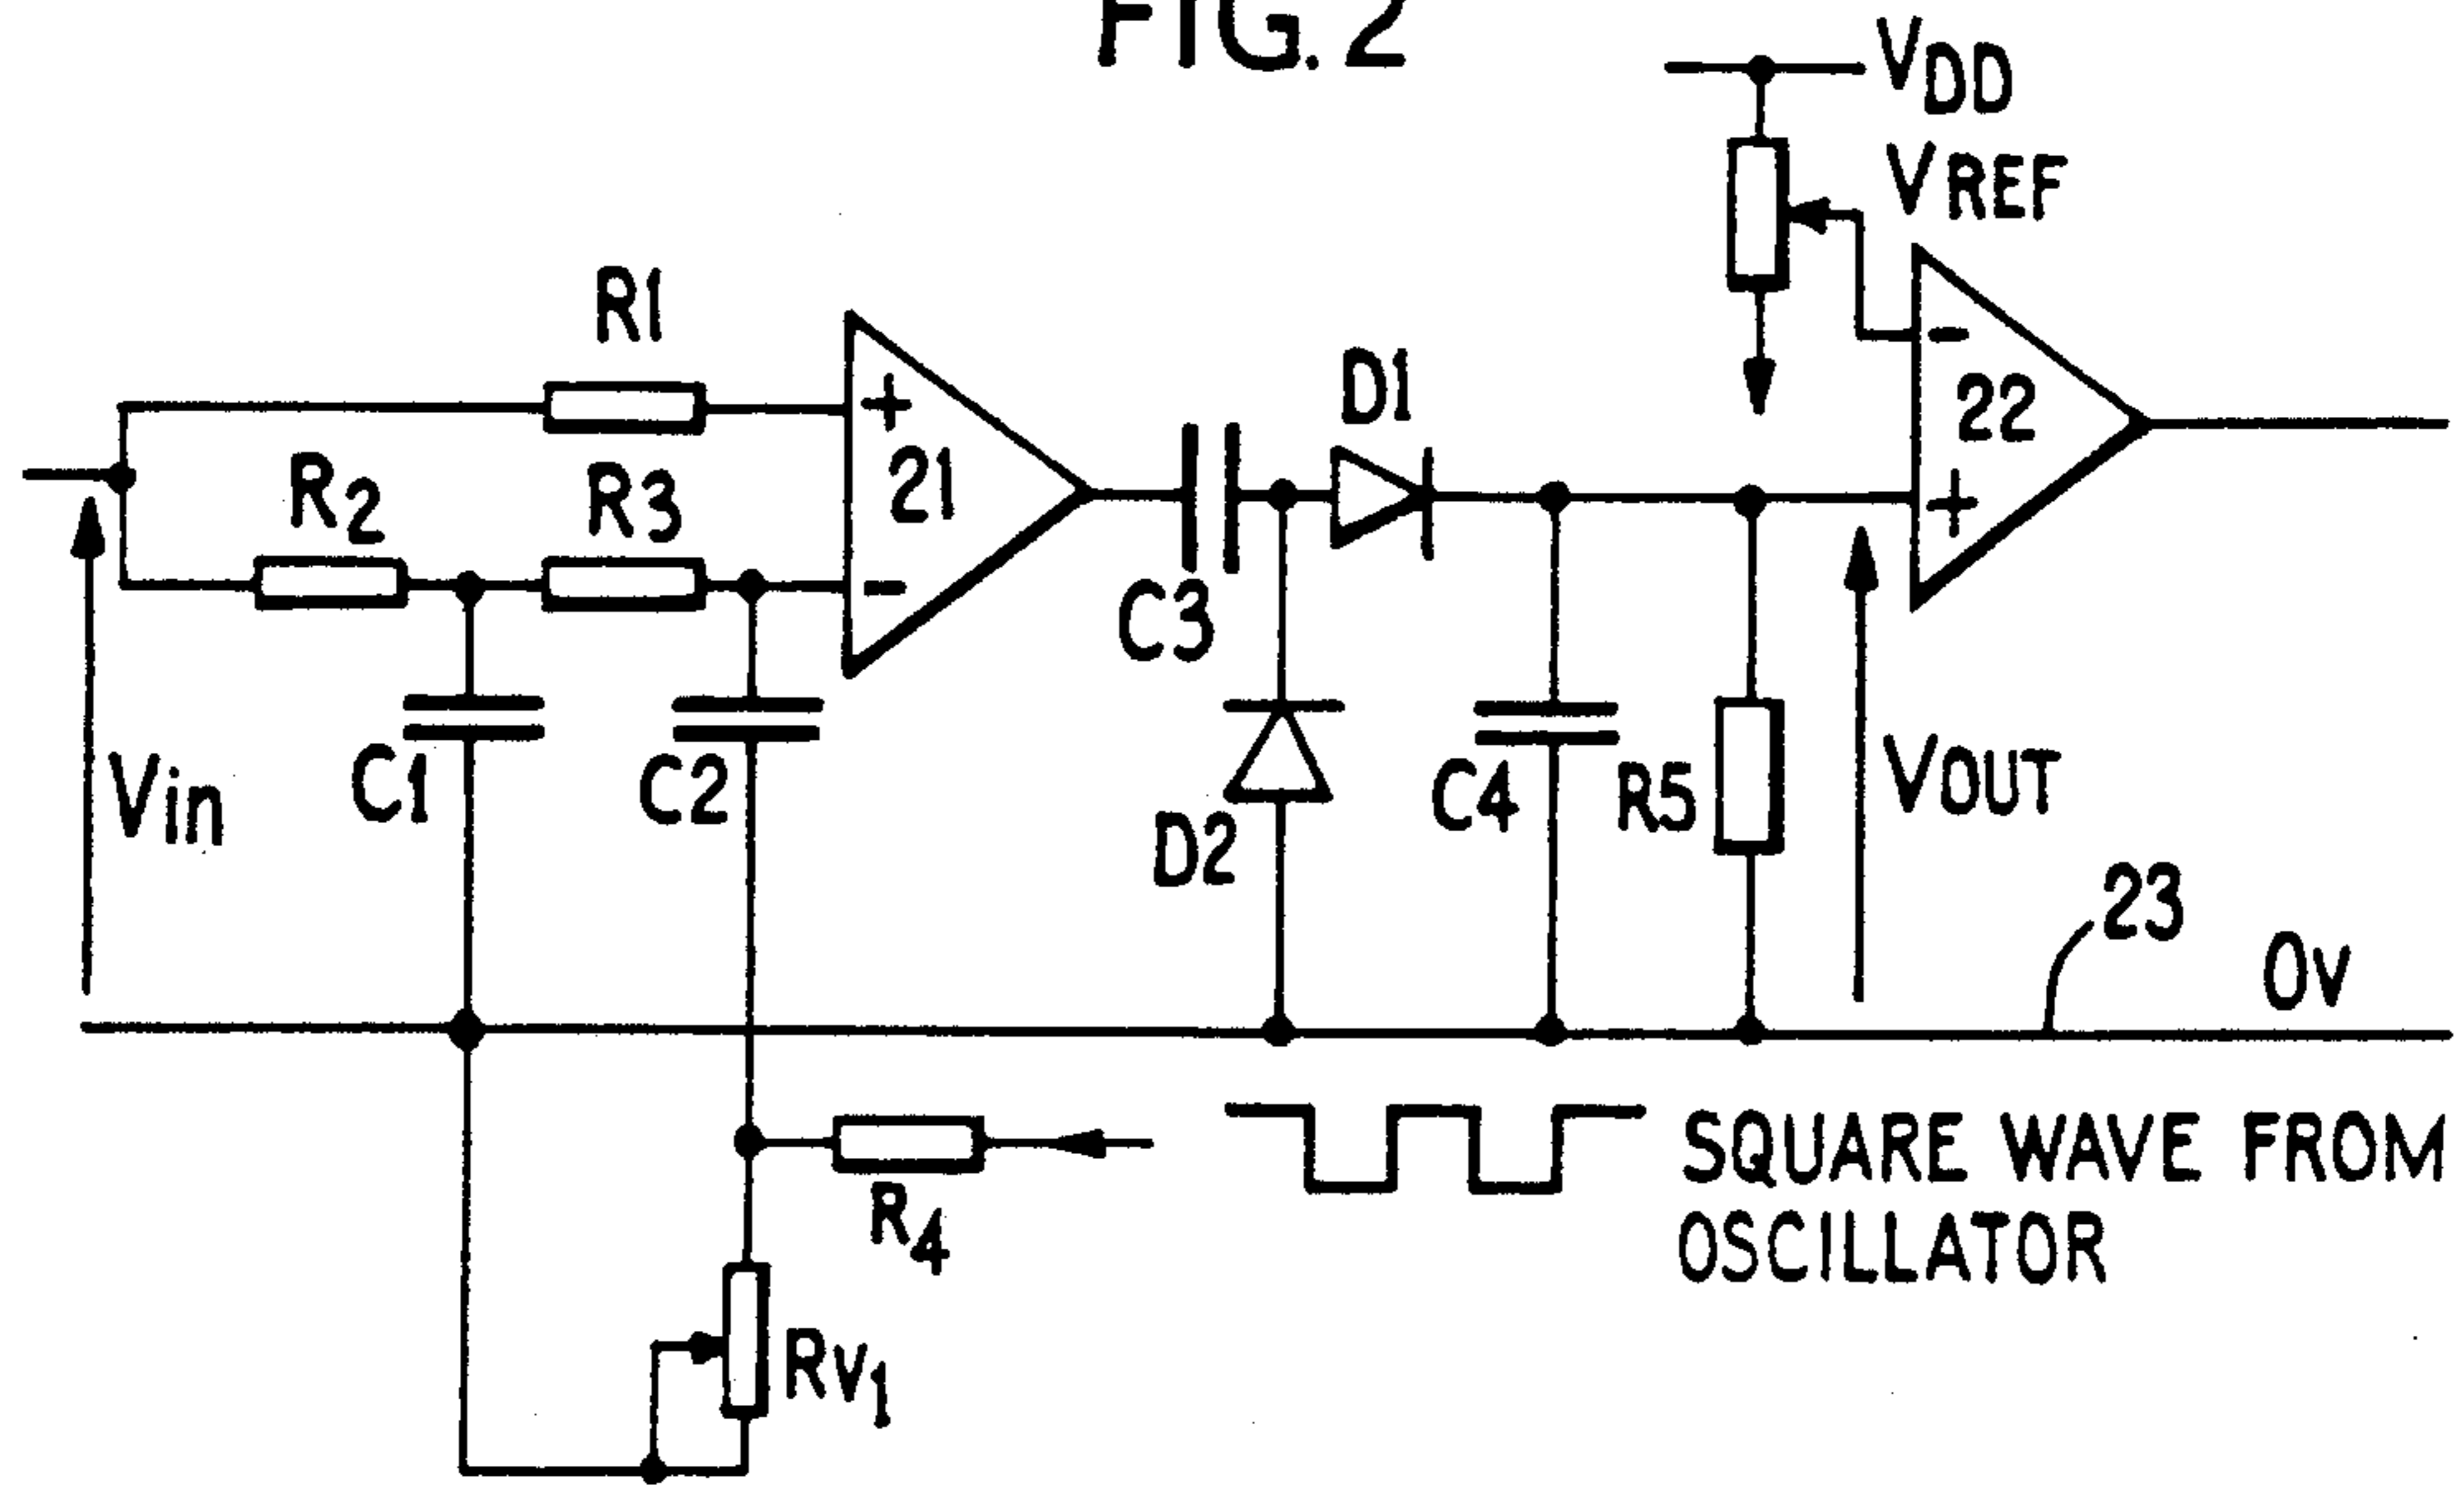 FIG. 2
VDD
VREF
R1
R2
R3
+
21
-
D1
-
22
+
C3
Vin
C1
C2
D2
C4
R5
VOUT
23
0V
R4
SQUARE WAVE FROM
OSCILLATOR
RV1